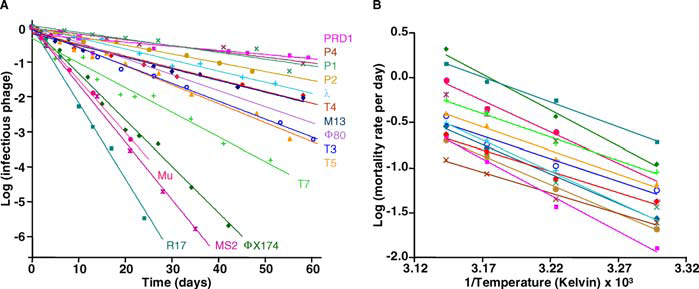 A
B
Log (infectious phage)
0
-1
-2
-3
-4
-5
-6
0
10
20
30
40
50
60
Time (days)
PRD1
P4
P1
P2
λ
T4
M13
Φ80
T3
T5
T7
Mu
R17
MS2
ΦX174
Log (mortality rate per day)
0.5
0.0
-0.5
-1.0
-1.5
-2.0
3.12
3.17
3.22
3.27
3.32
1/Temperature (Kelvin) x 10³